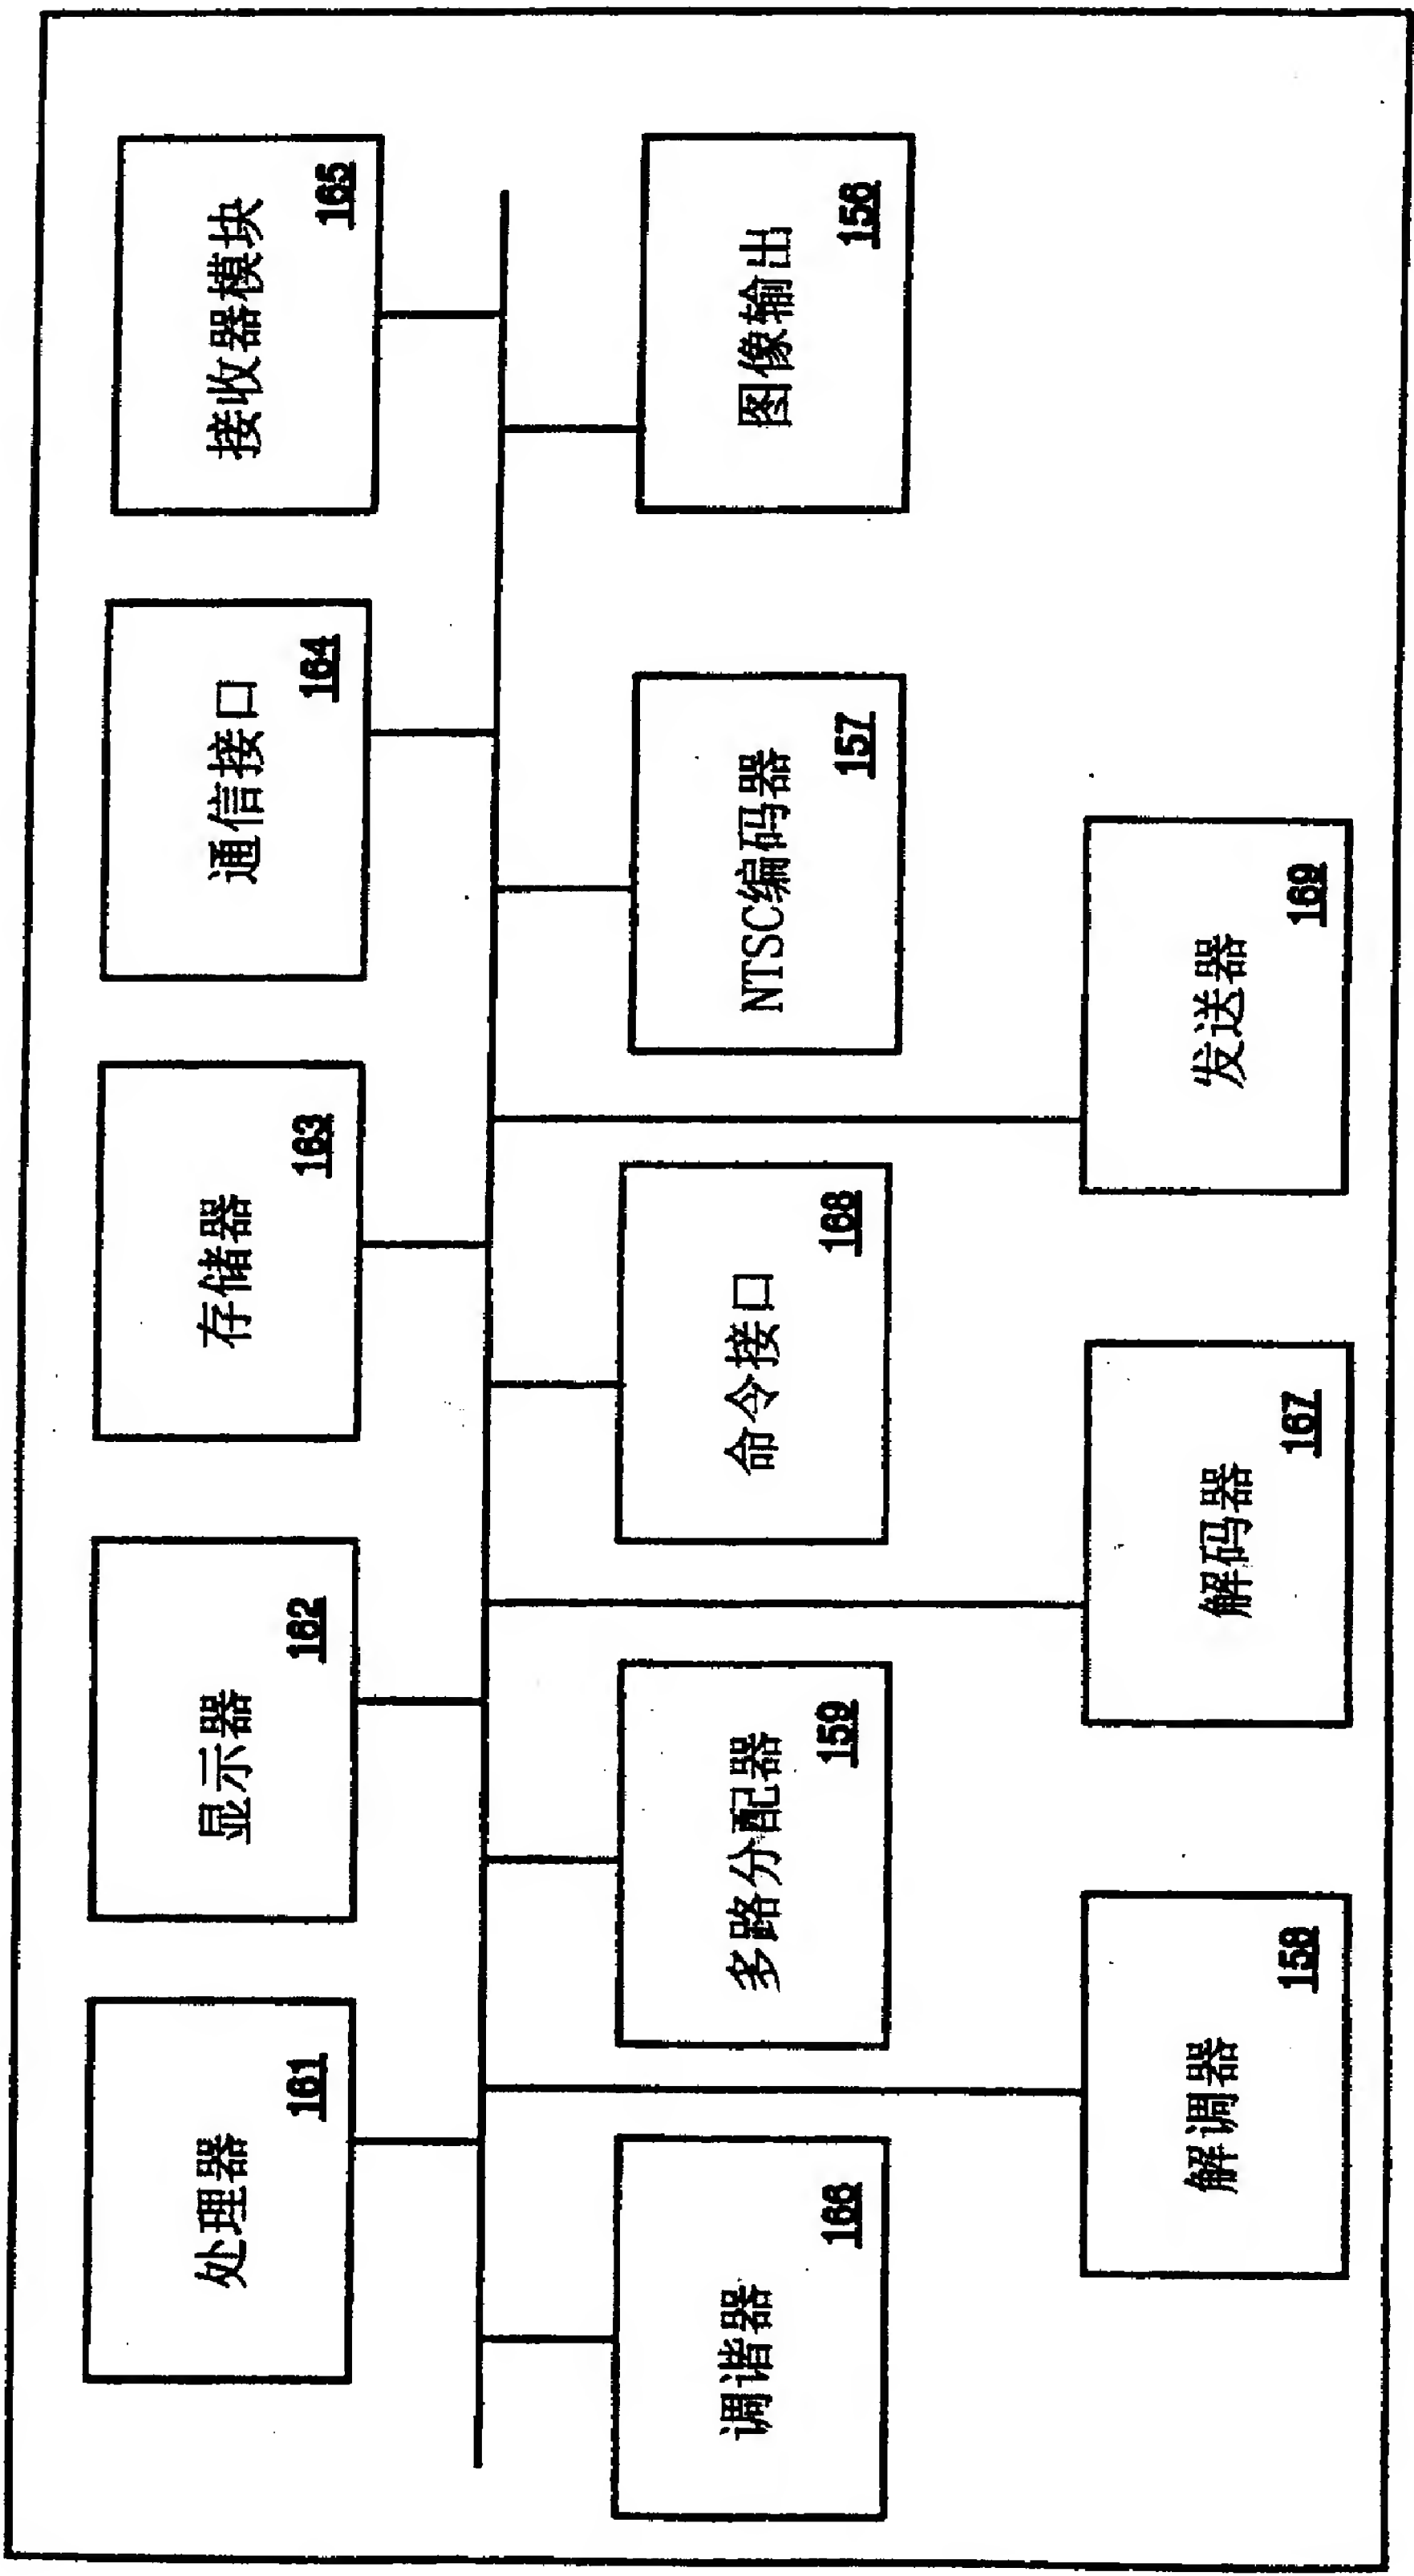 处理器
161
显示器
162
存储器
163
通信接口
164
接收器模块
165
调谐器
166
多路分配器
159
命令接口
168
NTSC编码器
157
图像输出
156
解调器
158
解码器
167
发送器
169